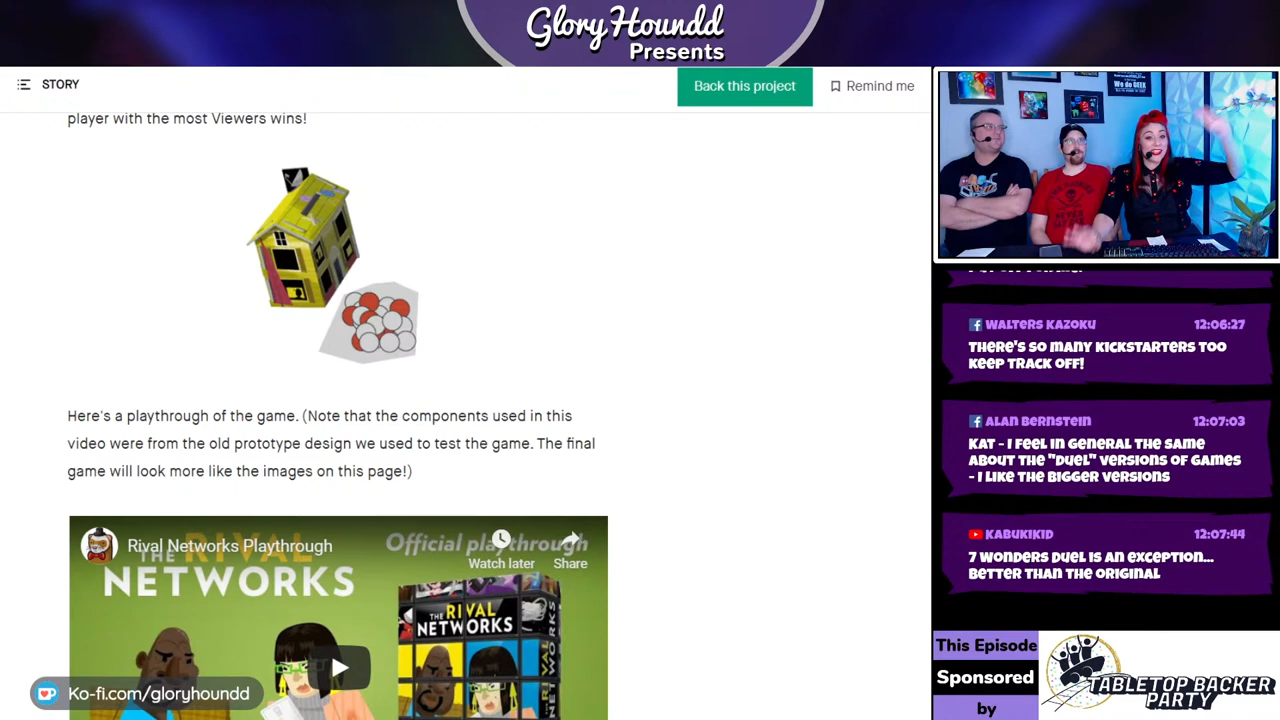 Glory Houndd
Presents
STORY
Back this project
Remind me
player with the most Viewers wins!
Here's a playthrough of the game. (Note that the components used in this
video were from the old prototype design we used to test the game. The final
game will look more like the images on this page!)
Rival Networks Playthrough
Official playthrough
Watch later
Share
THE RIVAL
NETWORKS
THE RIVAL
NETWORKS
Ko-fi.com/gloryhoundd
We do GEEK
WALTERS KAZOKU 12:06:27
THERE'S SO MANY KICKSTARTERS TOO
KEEP TRACK OFF!
ALAN BERNSTEIN 12:07:03
KAT - I FEEL IN GENERAL THE SAME
ABOUT THE "DUEL" VERSIONS OF GAMES
- I LIKE THE BIGGER VERSIONS
KABUKIKID 12:07:44
7 WONDERS DUEL IS AN EXCEPTION...
BETTER THAN THE ORIGINAL
This Episode
Sponsored
by
TABLETOP BACKER
PARTY